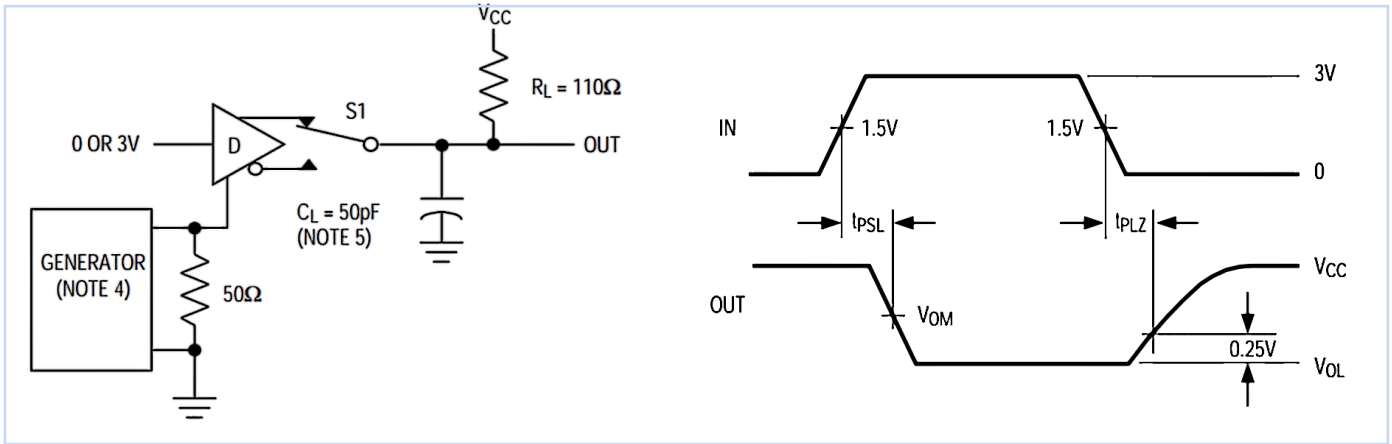 VCC
RL = 110Ω
S1
0 OR 3V
D
OUT
CL = 50pF
(NOTE 5)
GENERATOR
(NOTE 4)
50Ω
3V
IN
1.5V
1.5V
0
tPSL
tPLZ
VCC
OUT
VOM
0.25V
VOL